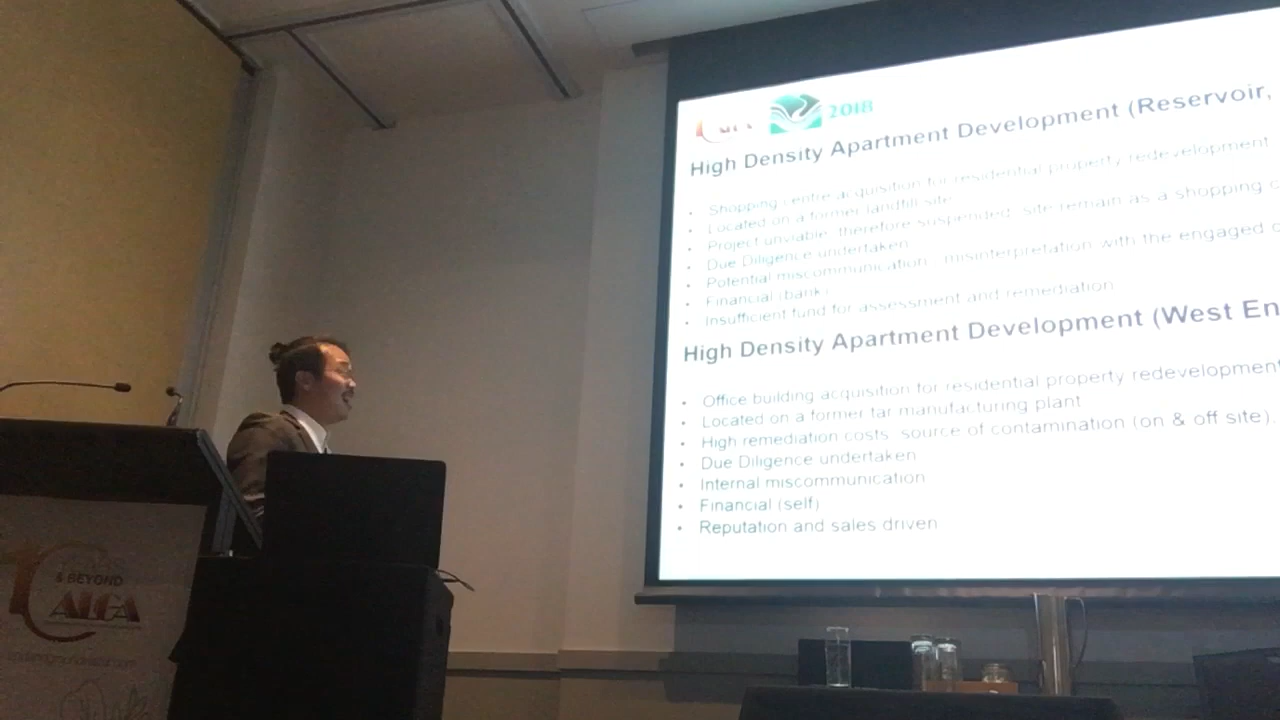 2018
High Density Apartment Development (Reservoir,
• Shopping centre acquisition for residential property redevelopment
• Located on a former landfill site
• Project unviable, therefore suspended, site remain as a shopping c
• Due Diligence undertaken
• Potential miscommunication, misinterpretation with the engaged
• Financial (bank)
• Insufficient fund for assessment and remediation
High Density Apartment Development (West En
• Office building acquisition for residential property redevelopment
• Located on a former tar manufacturing plant
• High remediation costs, source of contamination (on & off site),
• Due Diligence undertaken
• Internal miscommunication
• Financial (self)
• Reputation and sales driven
& BEYOND
ALGA